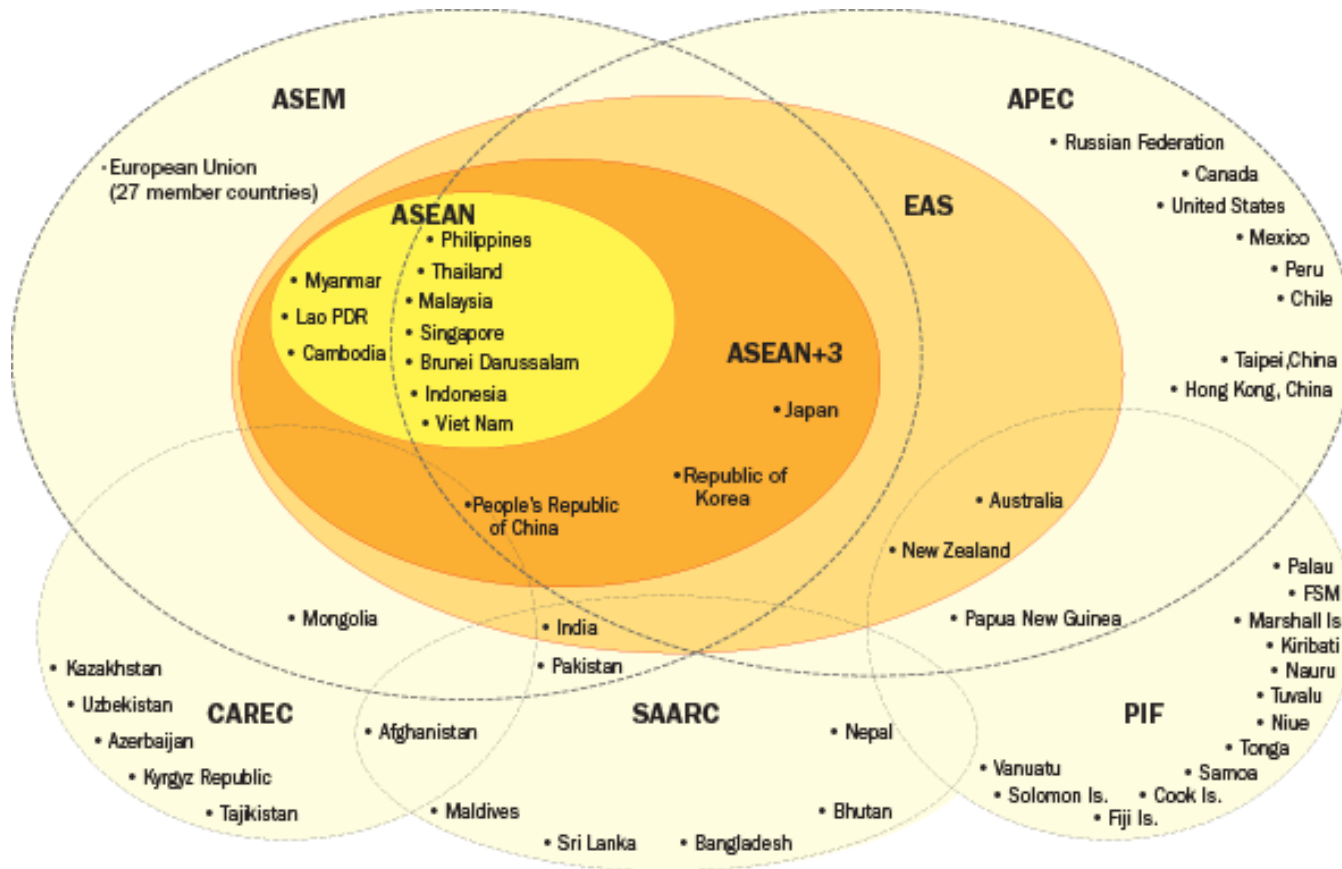 ASEM
APEC
• European Union
(27 member countries)
• Russian Federation
• Canada
• United States
• Mexico
• Peru
• Chile
• Taipei,China
• Hong Kong, China
EAS
ASEAN
• Philippines
• Thailand
• Malaysia
• Singapore
• Brunei Darussalam
• Indonesia
• Viet Nam
• Myanmar
• Lao PDR
• Cambodia
ASEAN+3
• Japan
• Republic of
Korea
• People's Republic
of China
• Australia
• New Zealand
• Papua New Guinea
• Mongolia
• India
• Pakistan
• Kazakhstan
• Uzbekistan
• Azerbaijan
• Kyrgyz Republic
• Tajikistan
CAREC
• Afghanistan
SAARC
• Nepal
• Maldives
• Bhutan
• Sri Lanka
• Bangladesh
PIF
• Palau
• FSM
• Marshall Is.
• Kiribati
• Nauru
• Tuvalu
• Niue
• Tonga
• Samoa
• Vanuatu
• Solomon Is.
• Cook Is.
• Fiji Is.